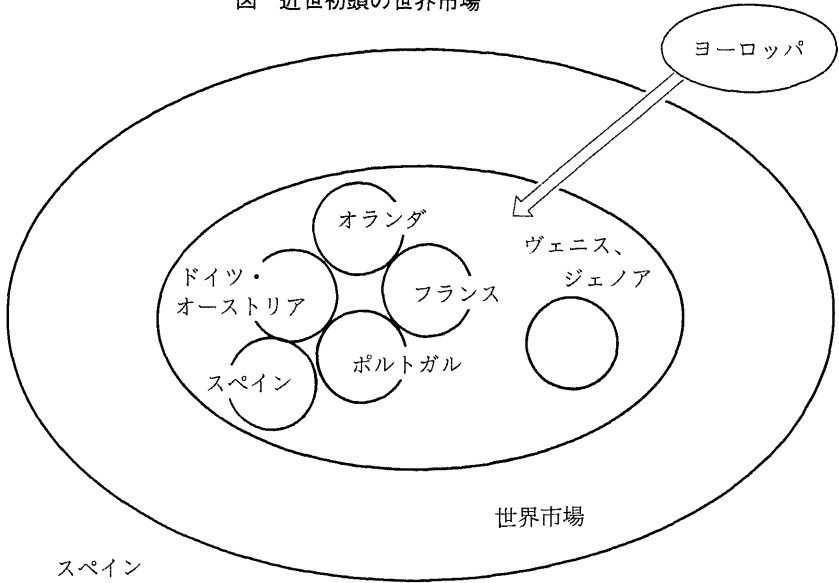 図 近世初頭の世界市場
ヨーロッパ
オランダ
ヴェニス、
ジェノア
ドイツ・
オーストリア
フランス
ポルトガル
スペイン
世界市場
スペイン